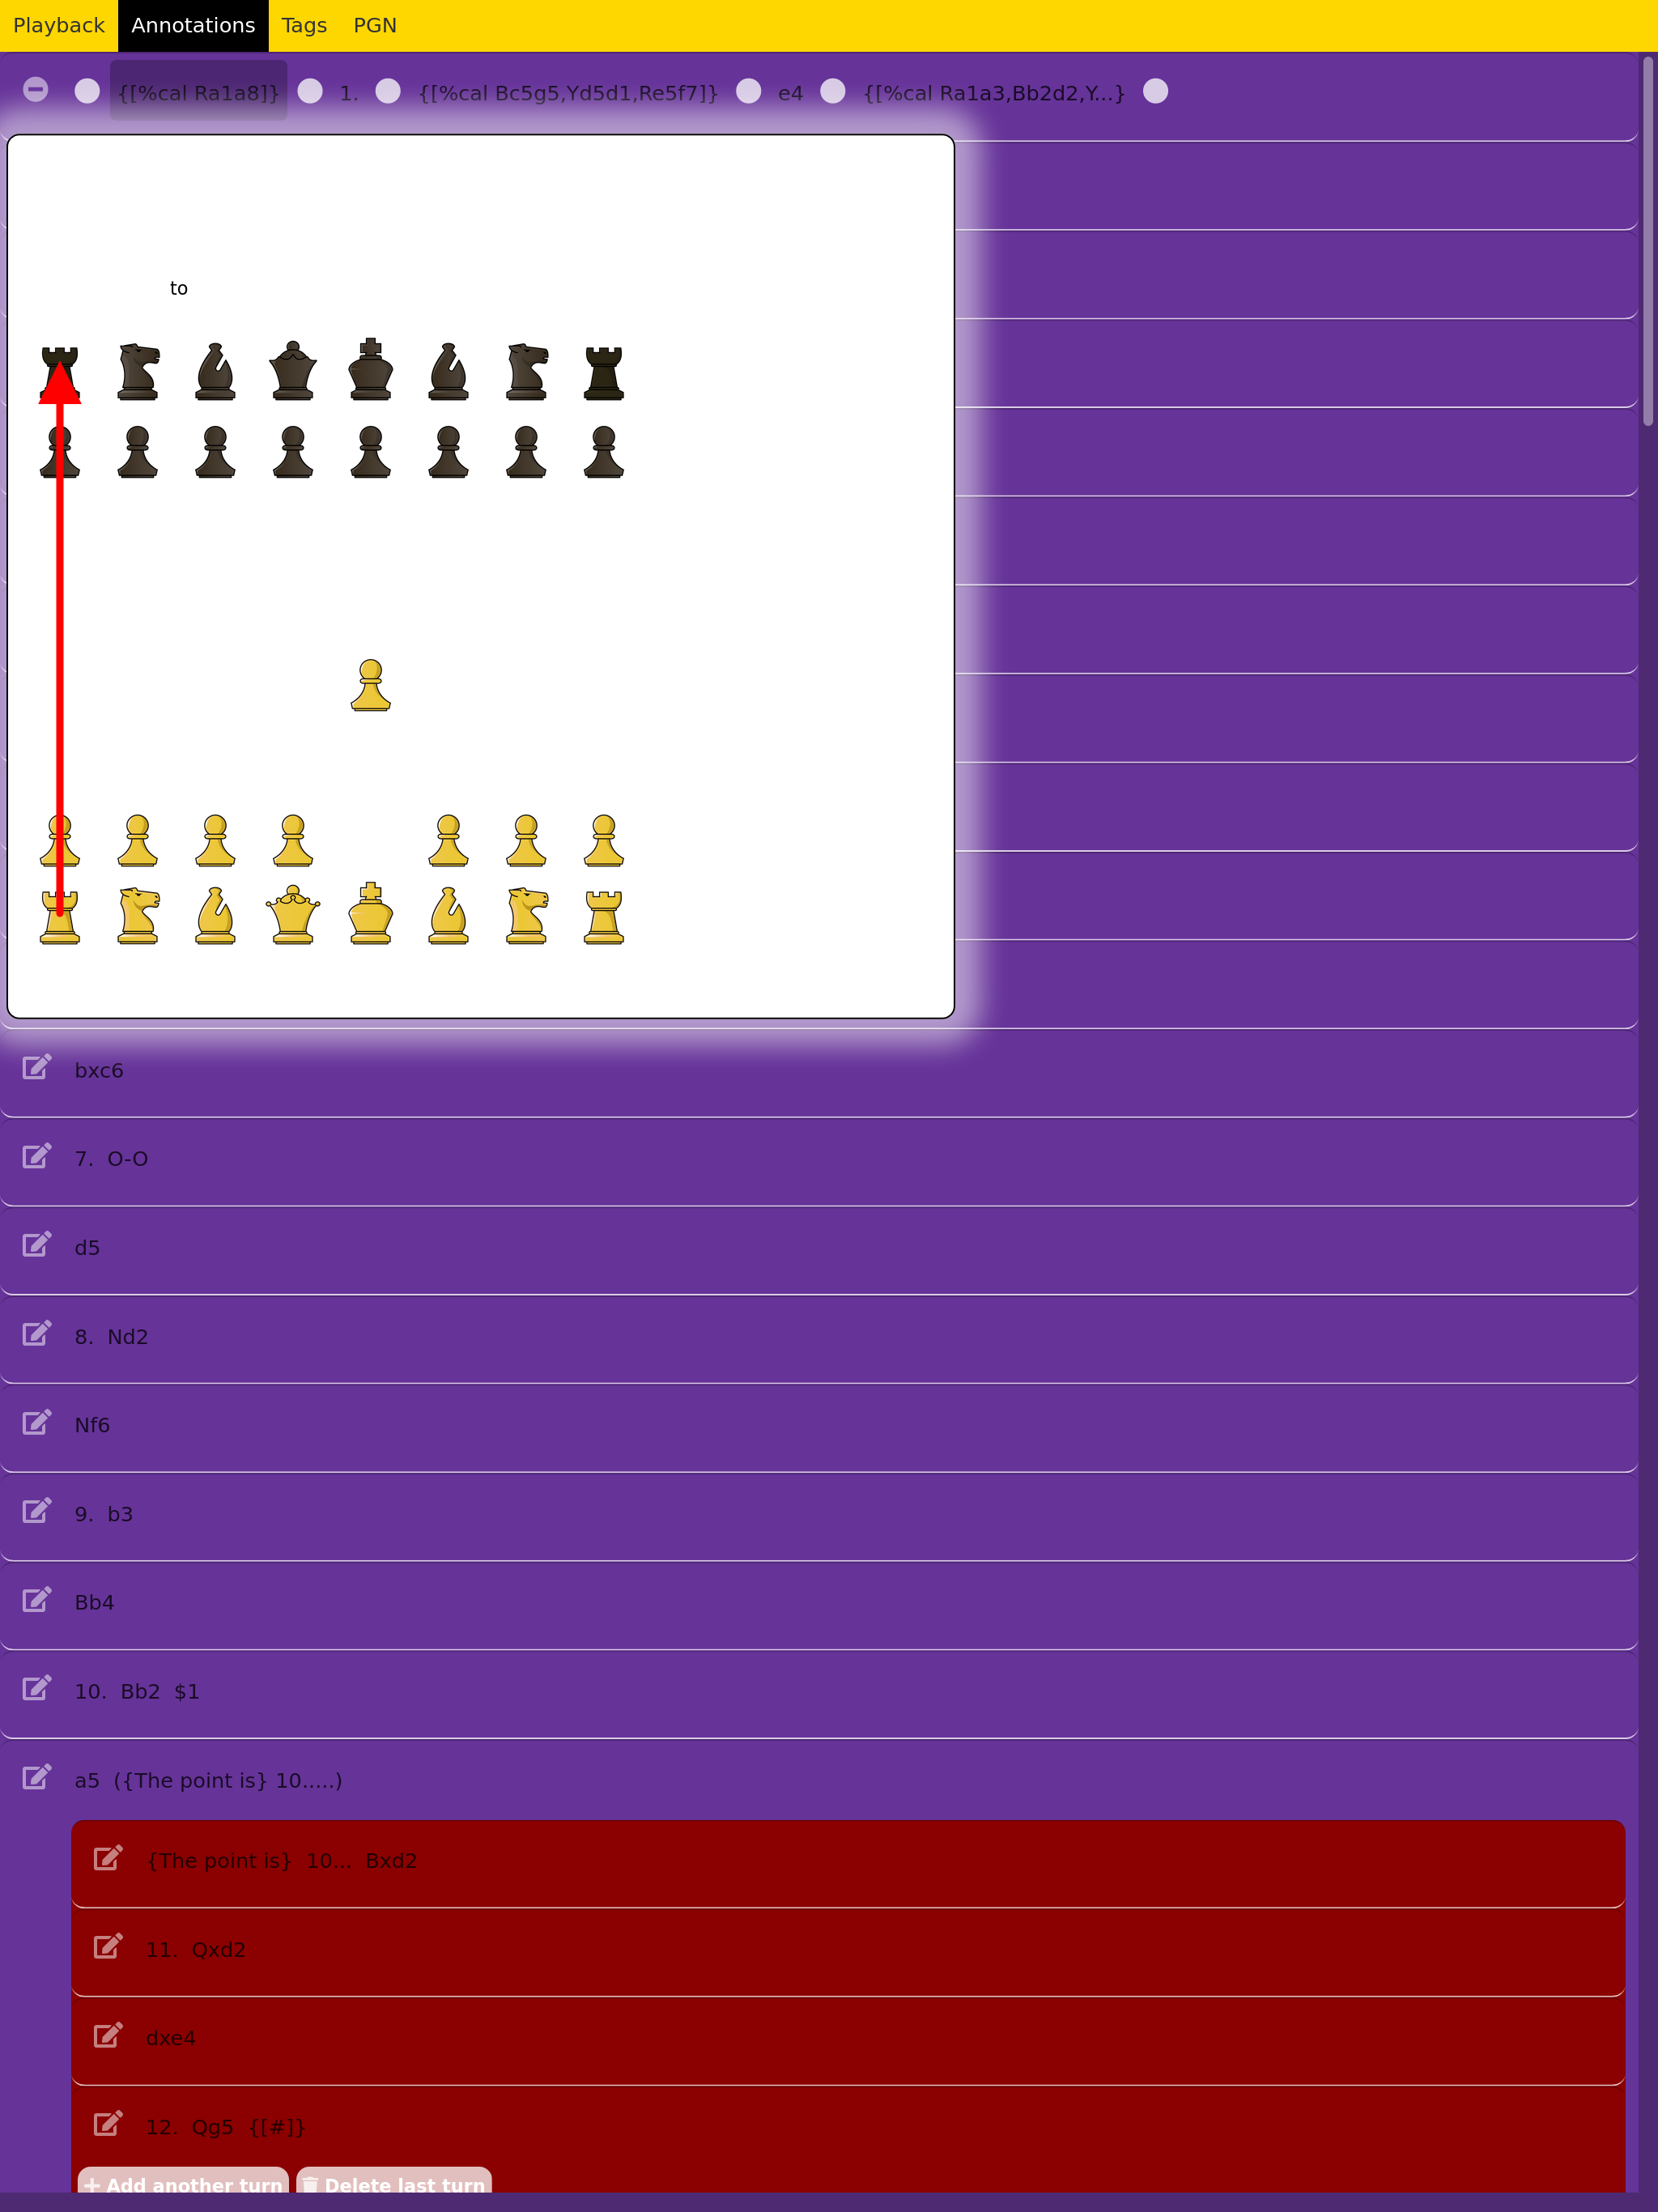 Playback Annotations Tags PGN
{[%cal Ra1a8]} 1. {[%cal Bc5g5,Yd5d1,Re5f7]} e4 {[%cal Ra1a3,Bb2d2,Y...}
to
bxc6
7. O-O
d5
8. Nd2
Nf6
9. b3
Bb4
10. Bb2 $1
a5 ({The point is} 10.....)
{The point is} 10... Bxd2
11. Qxd2
dxe4
12. Qg5 {[#]}
Add another turn Delete last turn